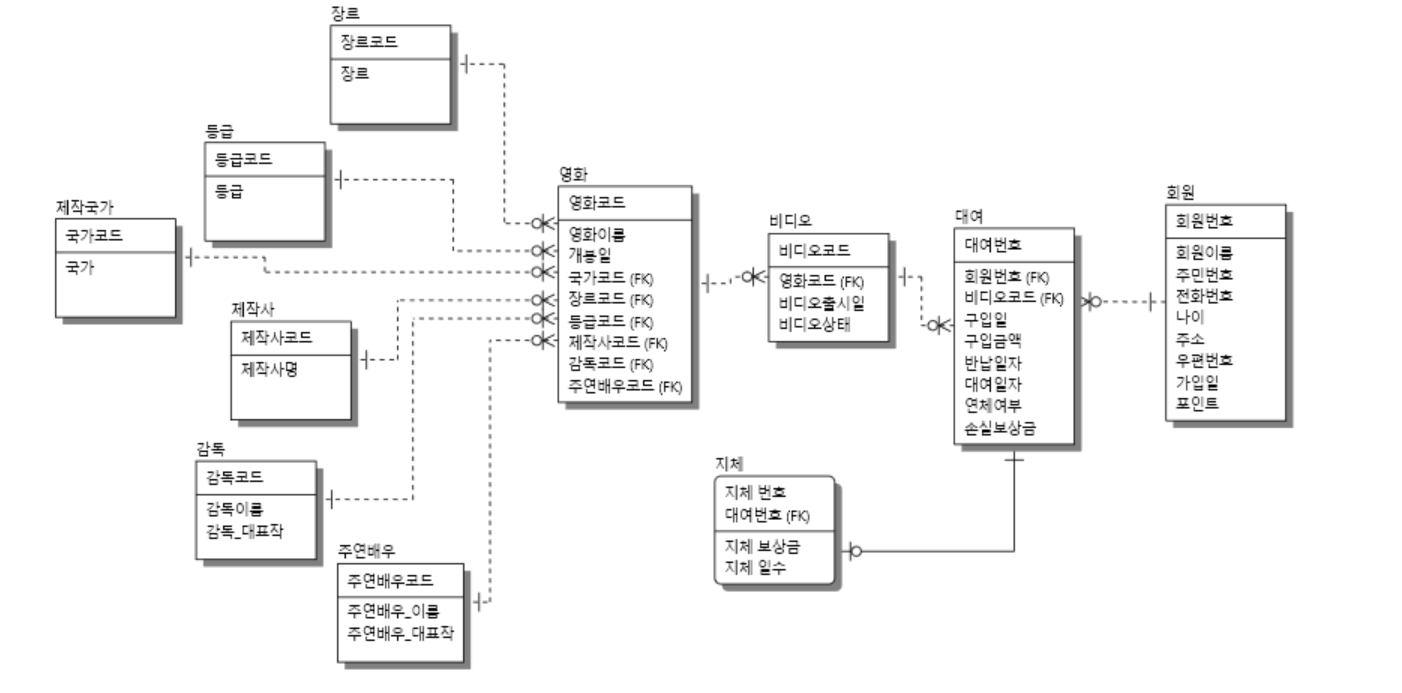 장르
장르코드
장르
등급
등급코드
등급
제작국가
국가코드
국가
제작사
제작사코드
제작사명
감독
감독코드
감독이름
감독_대표작
주연배우
주연배우코드
주연배우_이름
주연배우_대표작
영화
영화코드
영화이름
개봉일
국가코드 (FK)
장르코드 (FK)
등급코드 (FK)
제작사코드 (FK)
감독코드 (FK)
주연배우코드 (FK)
비디오
비디오코드
영화코드 (FK)
비디오출시일
비디오상태
대여
대여번호
회원번호 (FK)
비디오코드 (FK)
구입일
구입금액
반납일자
대여일자
연체여부
손실보상금
회원
회원번호
회원이름
주민번호
전화번호
나이
주소
우편번호
가입일
포인트
지체
지체 번호
대여번호 (FK)
지체 보상금
지체 일수